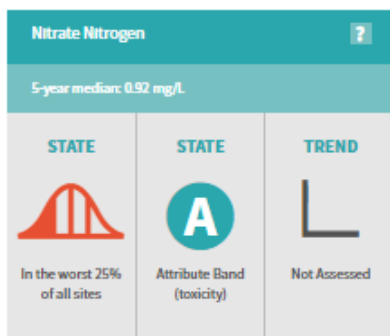 Nitrate Nitrogen ?
5-year median: 0.92 mg/L
STATE STATE TREND
A
In the worst 25% Attribute Band Not Assessed
of all sites (toxicity)